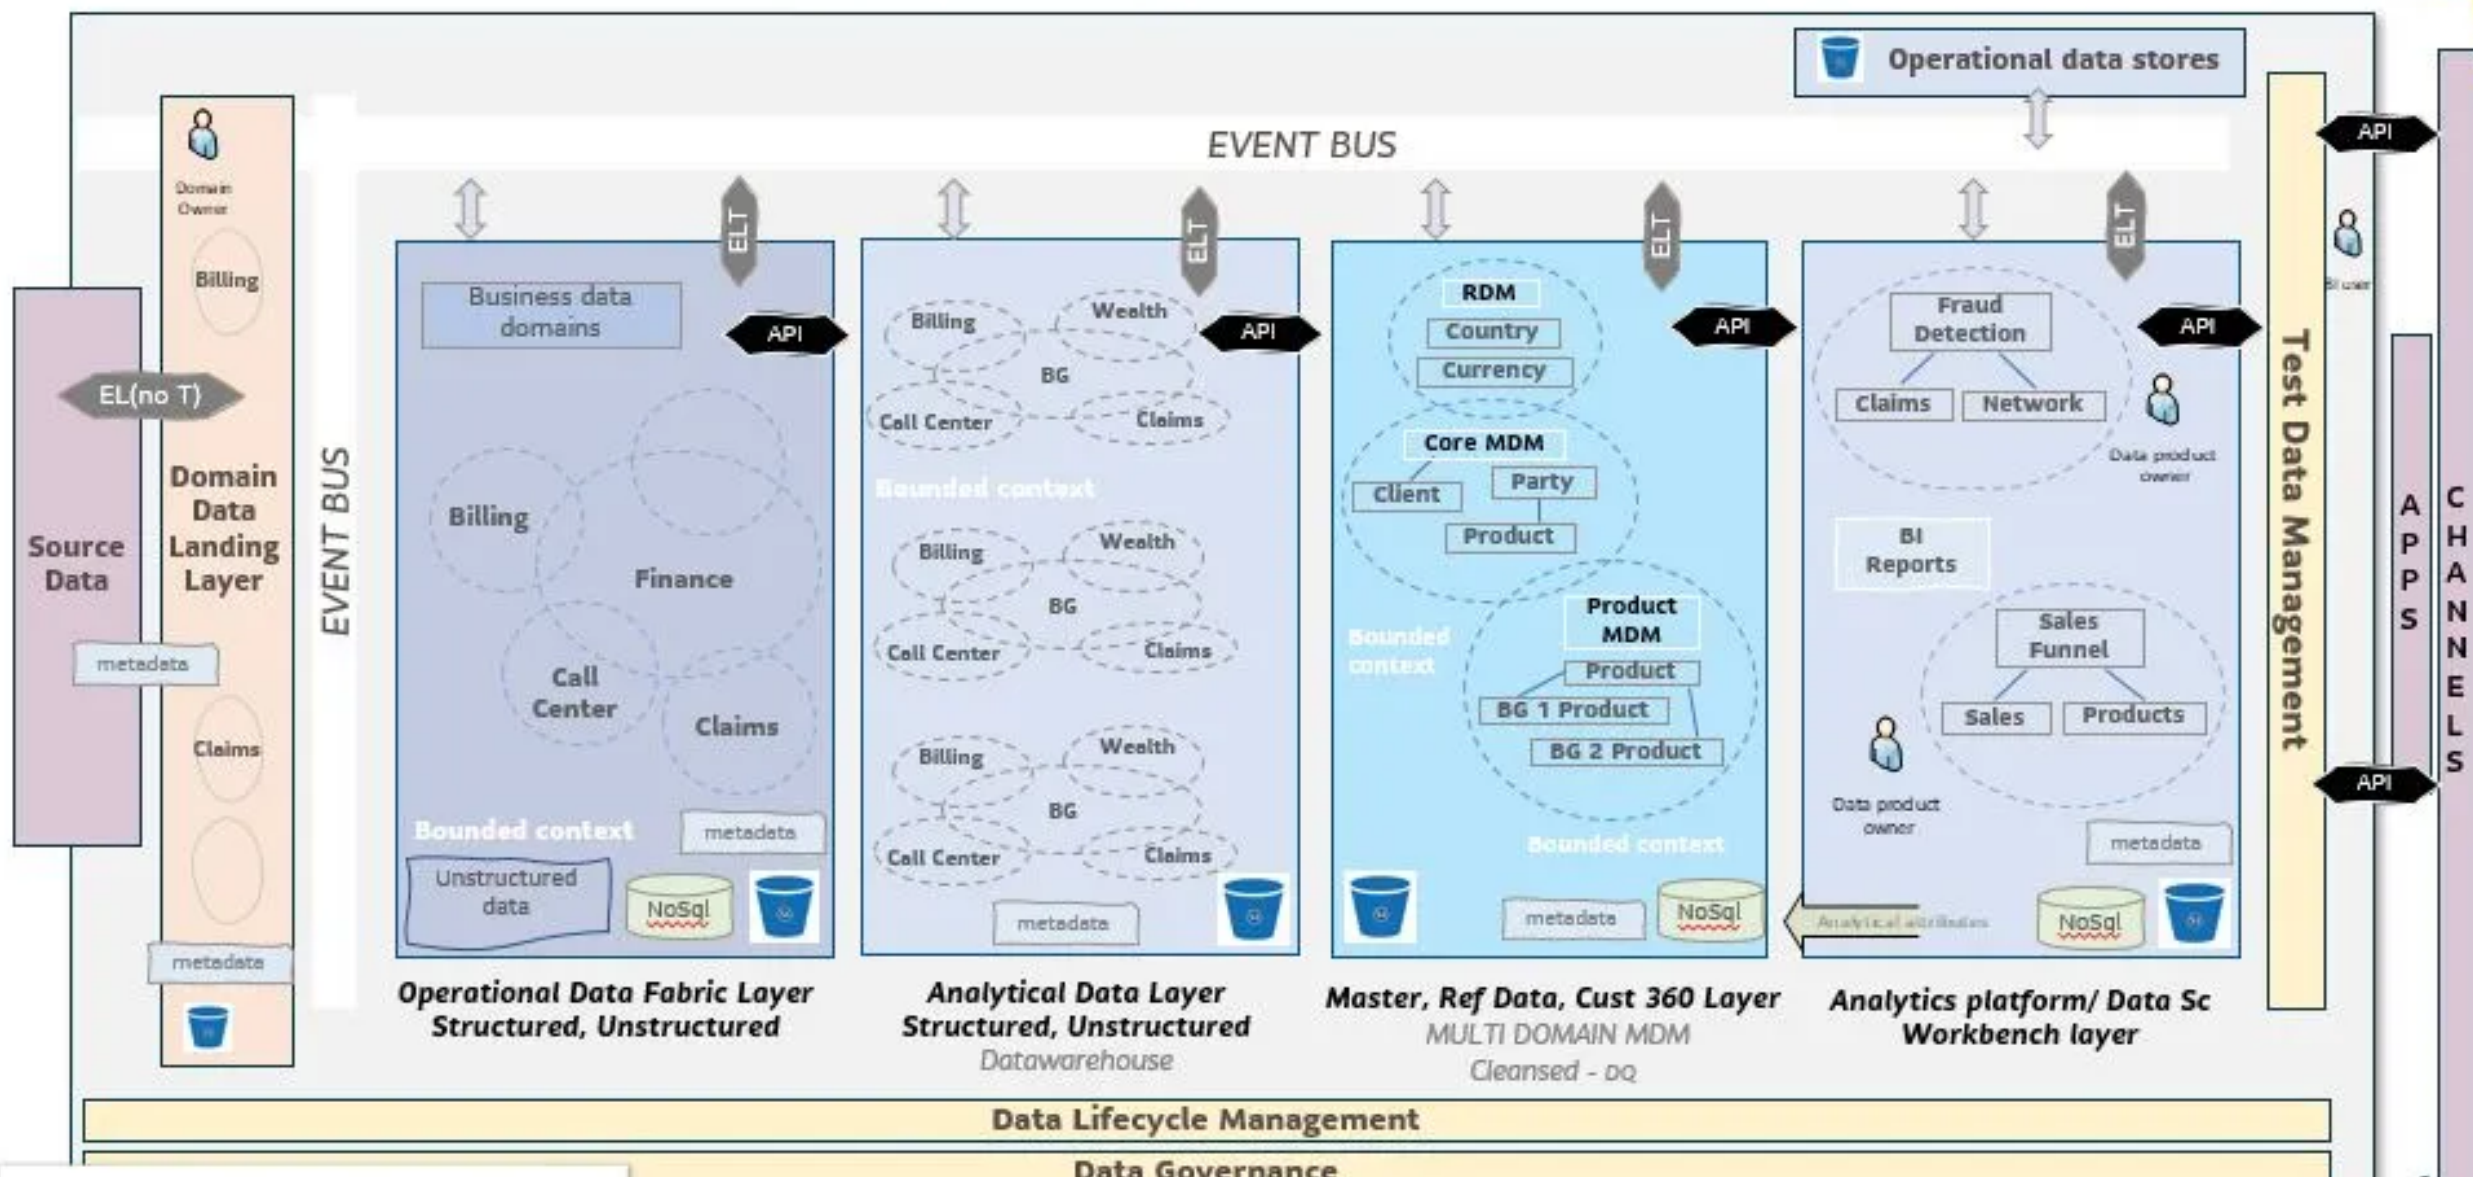 Operational data stores
EVENT BUS
API
Domain
Owner
Billing
EL(no T)
Domain
Data
Landing
Layer
Source
Data
metadata
Claims
metadata
EVENT BUS
ELT
Business data
domains
API
Billing
Finance
Call
Center
Claims
Bounded context
metadata
Unstructured
data
NoSql
Operational Data Fabric Layer
Structured, Unstructured
ELT
Billing
Wealth
API
BG
Call Center
Claims
Bounded context
Billing
Wealth
BG
Call Center
Claims
Billing
Wealth
BG
Call Center
Claims
metadata
Analytical Data Layer
Structured, Unstructured
Datawarehouse
ELT
RDM
Country
Currency
API
Core MDM
Client
Party
Product
Bounded
context
Product
MDM
Product
BG 1 Product
BG 2 Product
Bounded context
metadata
NoSql
Master, Ref Data, Cust 360 Layer
MULTI DOMAIN MDM
Cleansed - DQ
ELT
Fraud
Detection
API
Claims
Network
Data product
owner
BI
Reports
Sales
Funnel
Sales
Products
Data product
owner
metadata
Analytical attributes
NoSql
Analytics platform/ Data Sc
Workbench layer
Test Data Management
BI user
APPS
CHANNELS
API
Data Lifecycle Management
Data Governance